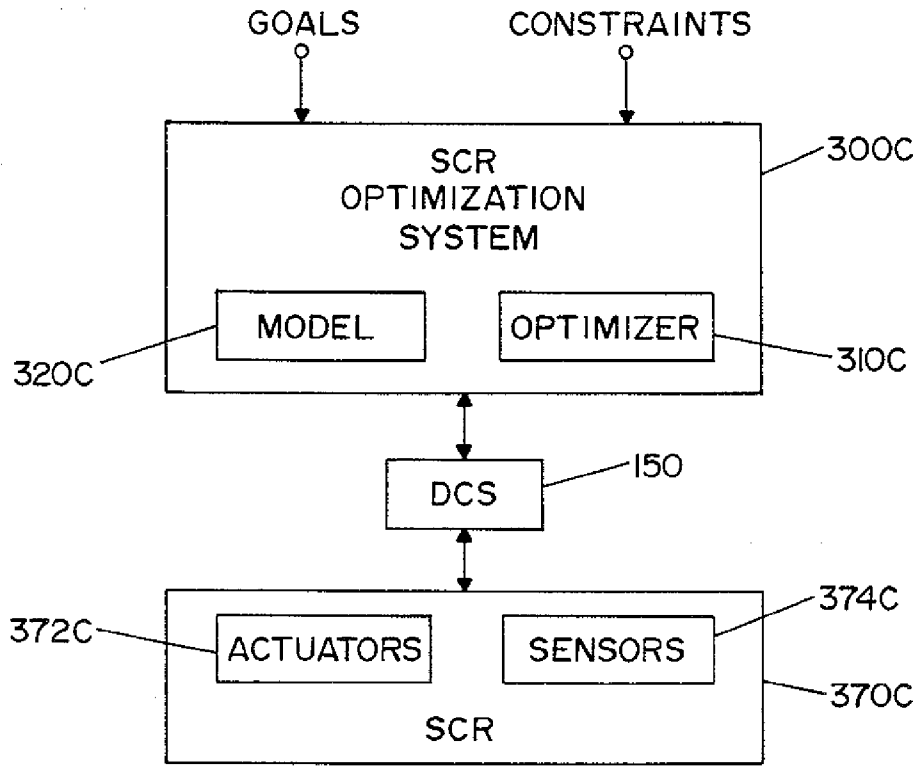 GOALS
CONSTRAINTS
SCR
OPTIMIZATION
SYSTEM
300C
MODEL
OPTIMIZER
320C
310C
DCS
150
372C
ACTUATORS
SENSORS
374C
370C
SCR